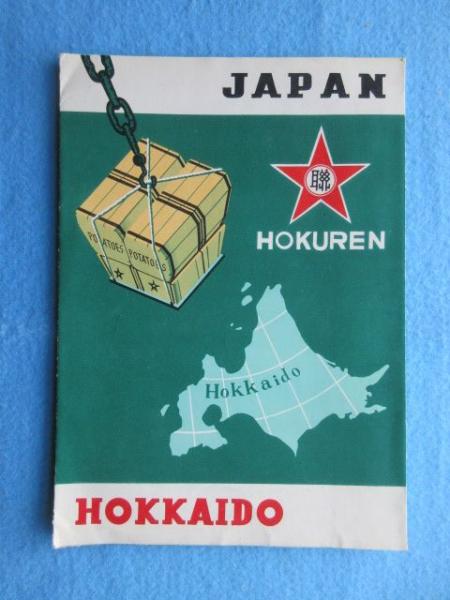 JAPAN
聯
HOKUREN
POTATOES POTATOES
Hokkaido
HOKKAIDO